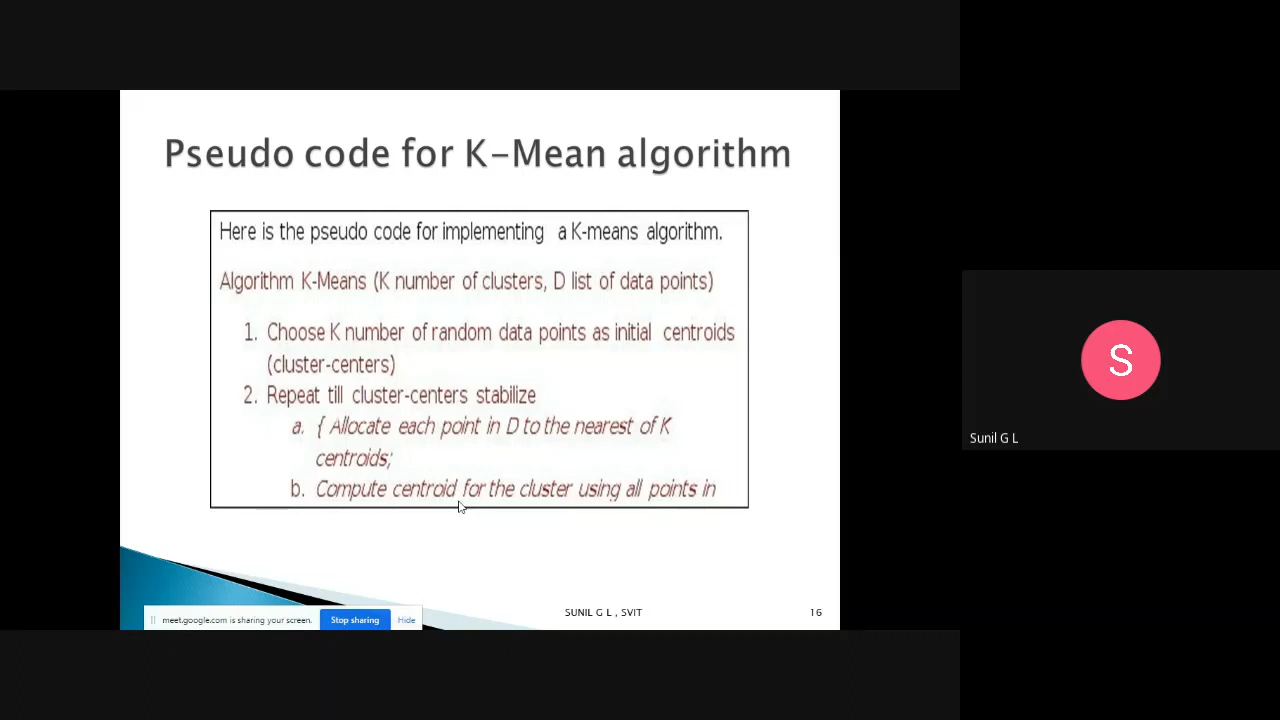 Pseudo code for K-Mean algorithm
Here is the pseudo code for implementing a K-means algorithm.
Algorithm K-Means (K number of clusters, D list of data points)
1. Choose K number of random data points as initial centroids
(cluster-centers)
2. Repeat till cluster-centers stabilize
a. { Allocate each point in D to the nearest of K
centroids;
b. Compute centroid for the cluster using all points in
meet.google.com is sharing your screen. Stop sharing Hide
SUNIL G L , SVIT 16
S
Sunil G L